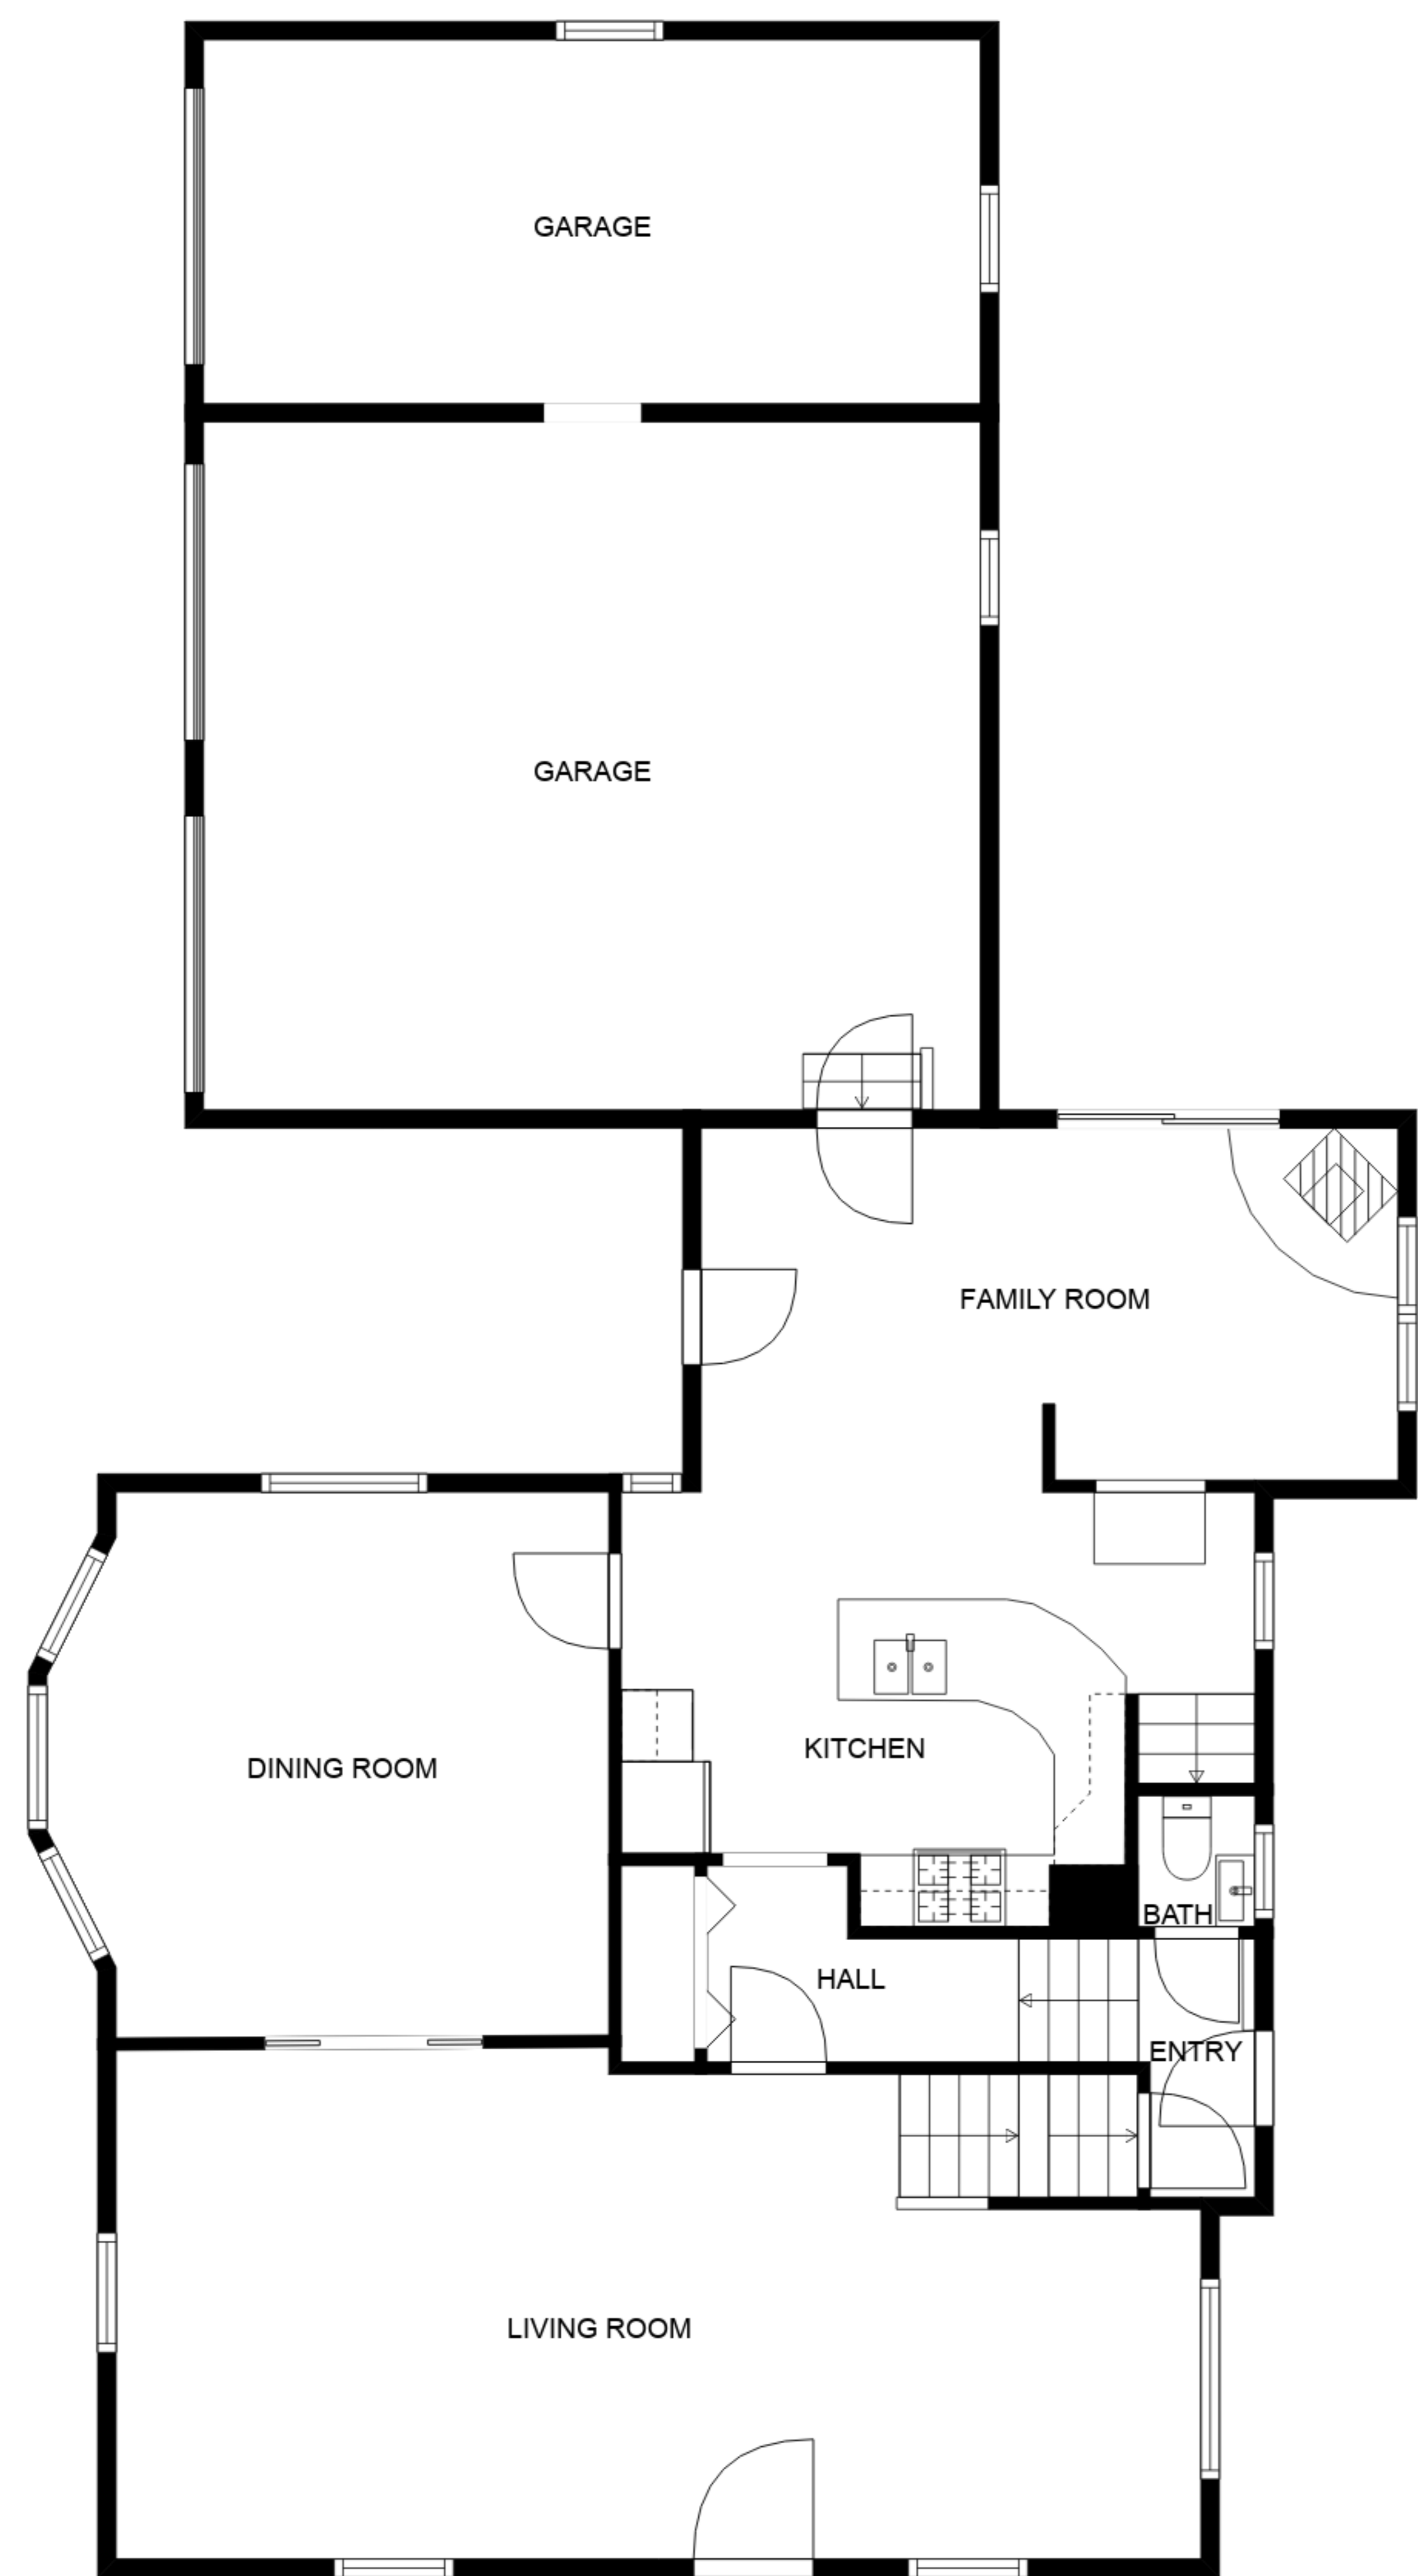 GARAGE
GARAGE
FAMILY ROOM
KITCHEN
DINING ROOM
BATH
HALL
ENTRY
LIVING ROOM